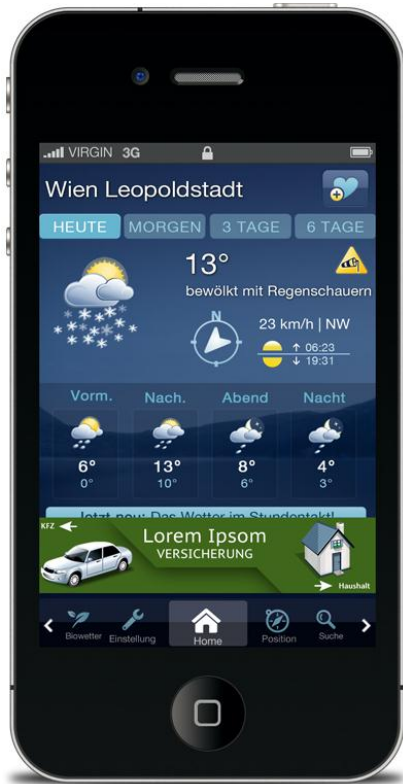 VIRGIN 3G
Wien Leopoldstadt
HEUTE MORGEN 3 TAGE 6 TAGE
13°
bewölkt mit Regenschauern
N
23 km/h | NW
↑ 06:23
↓ 19:31
Vorm. Nach. Abend Nacht
6° 13° 8° 4°
0° 10° 6° 3°
Jetzt neu: Das Wetter im Stundentakt!
KFZ
Lorem Ipsom
VERSICHERUNG
Haushalt
Biowetter Einstellung Home Position Suche